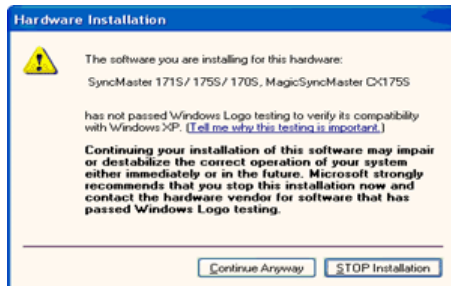 Hardware Installation
The software you are installing for this hardware:
SyncMaster 171S/ 175S/ 170S, MagicSyncMaster CX175S
has not passed Windows Logo testing to verify its compatibility
with Windows XP. (Tell me why this testing is important.)
Continuing your installation of this software may impair
or destabilize the correct operation of your system
either immediately or in the future. Microsoft strongly
recommends that you stop this installation now and
contact the hardware vendor for software that has
passed Windows Logo testing.
Continue Anyway STOP Installation